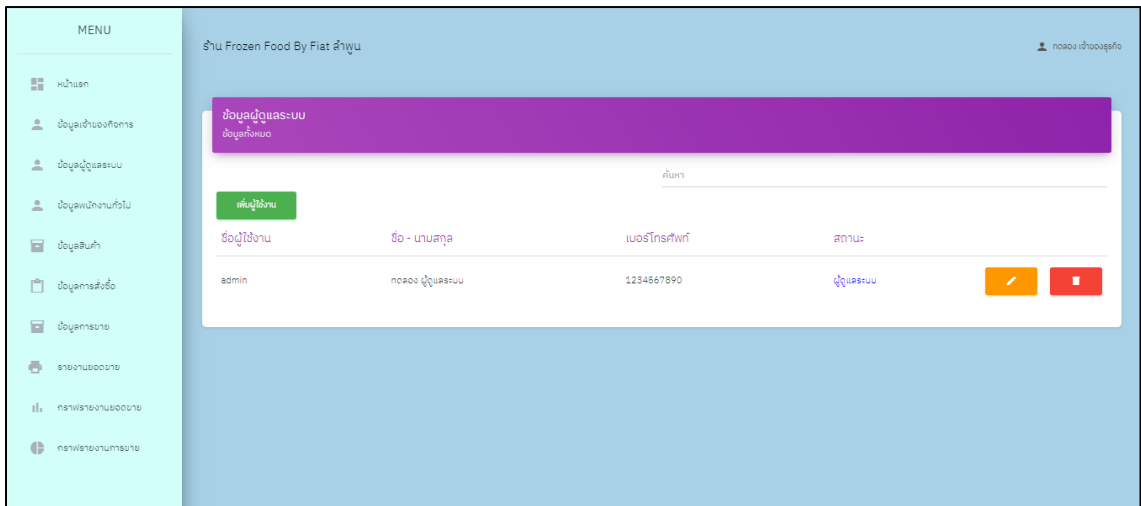 MENU
หน้าแรก
ข้อมูลเจ้าของกิจการ
ข้อมูลผู้ดูแลระบบ
ข้อมูลพนักงานทั่วไป
ข้อมูลสินค้า
ข้อมูลการสั่งซื้อ
ข้อมูลการขาย
รายงานยอดขาย
กราฟรายงานยอดขาย
กราฟรายงานการขาย
ร้าน Frozen Food By Fiat ลำพูน
ทดลอง เจ้าของธุรกิจ
ข้อมูลผู้ดูแลระบบ
ข้อมูลทั้งหมด
ค้นหา
เพิ่มผู้ใช้งาน
ชื่อผู้ใช้งาน ชื่อ - นามสกุล เบอร์โทรศัพท์ สถานะ
admin ทดลอง ผู้ดูแลระบบ 1234567890 ผู้ดูแลระบบ